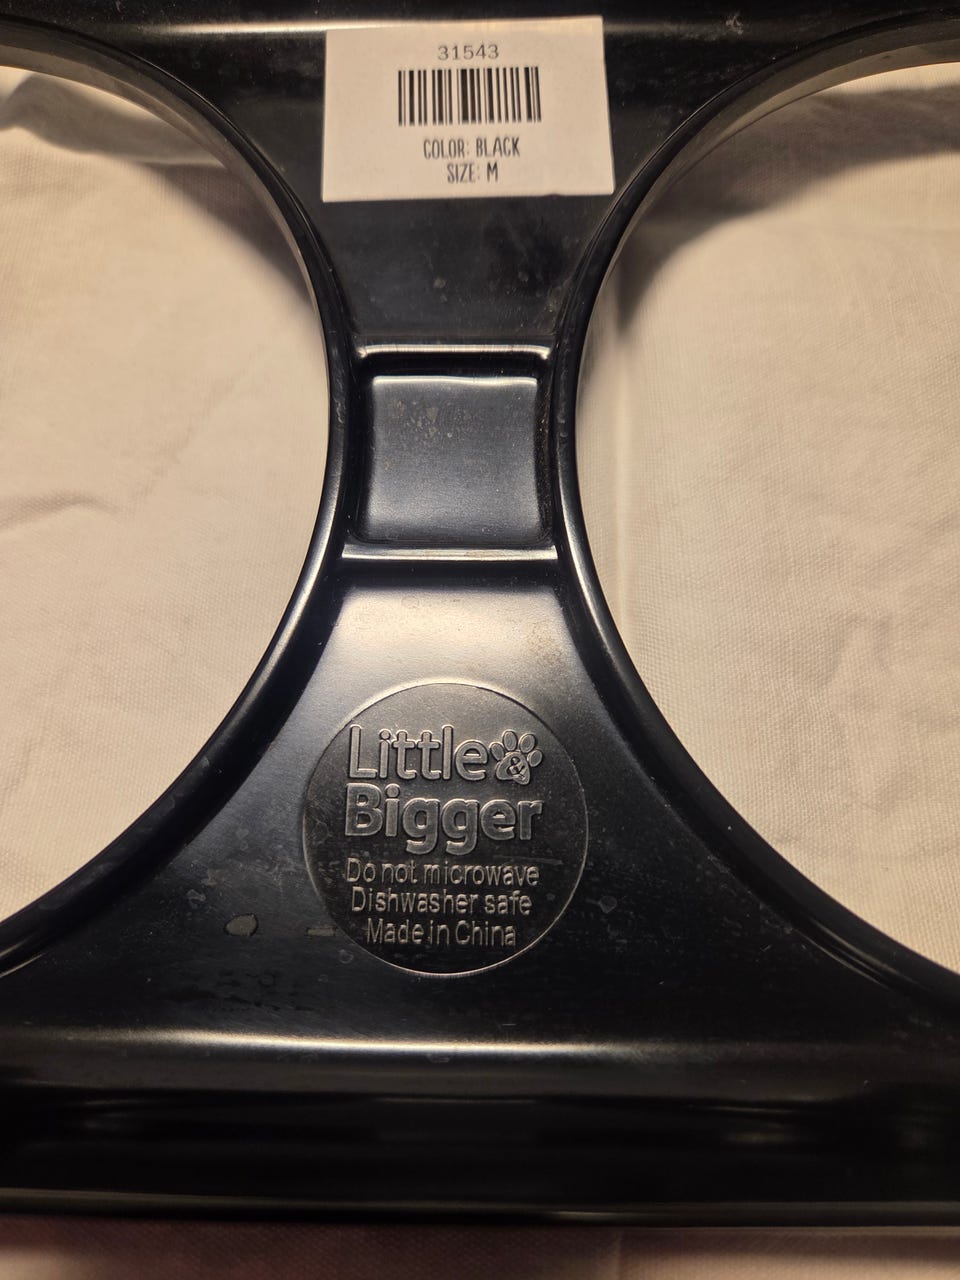 31543
COLOR: BLACK
SIZE: M
Little &
Bigger
Do not microwave
Dishwasher safe
Made in China